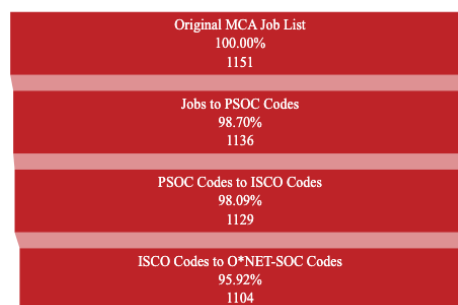 Original MCA Job List
100.00%
1151
Jobs to PSOC Codes
98.70%
1136
PSOC Codes to ISCO Codes
98.09%
1129
ISCO Codes to O*NET-SOC Codes
95.92%
1104